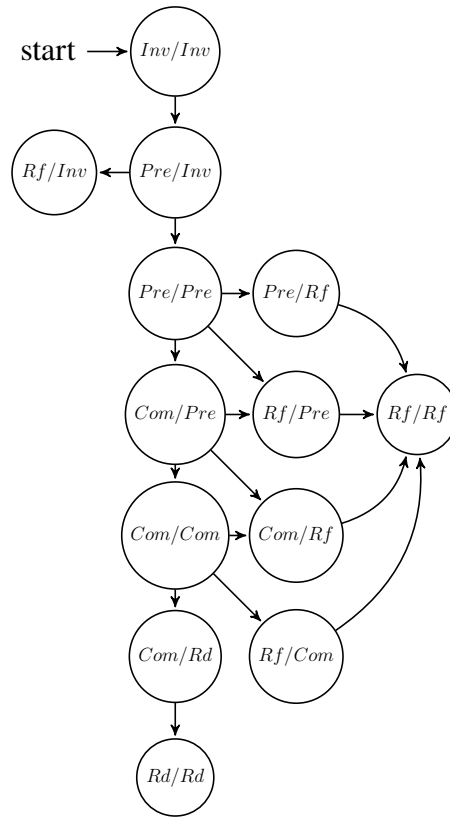 start Inv/Inv
Rf/Inv Pre/Inv
Pre/Pre Pre/Rf
Com/Pre Rf/Pre Rf/Rf
Com/Com Com/Rf
Com/Rd Rf/Com
Rd/Rd